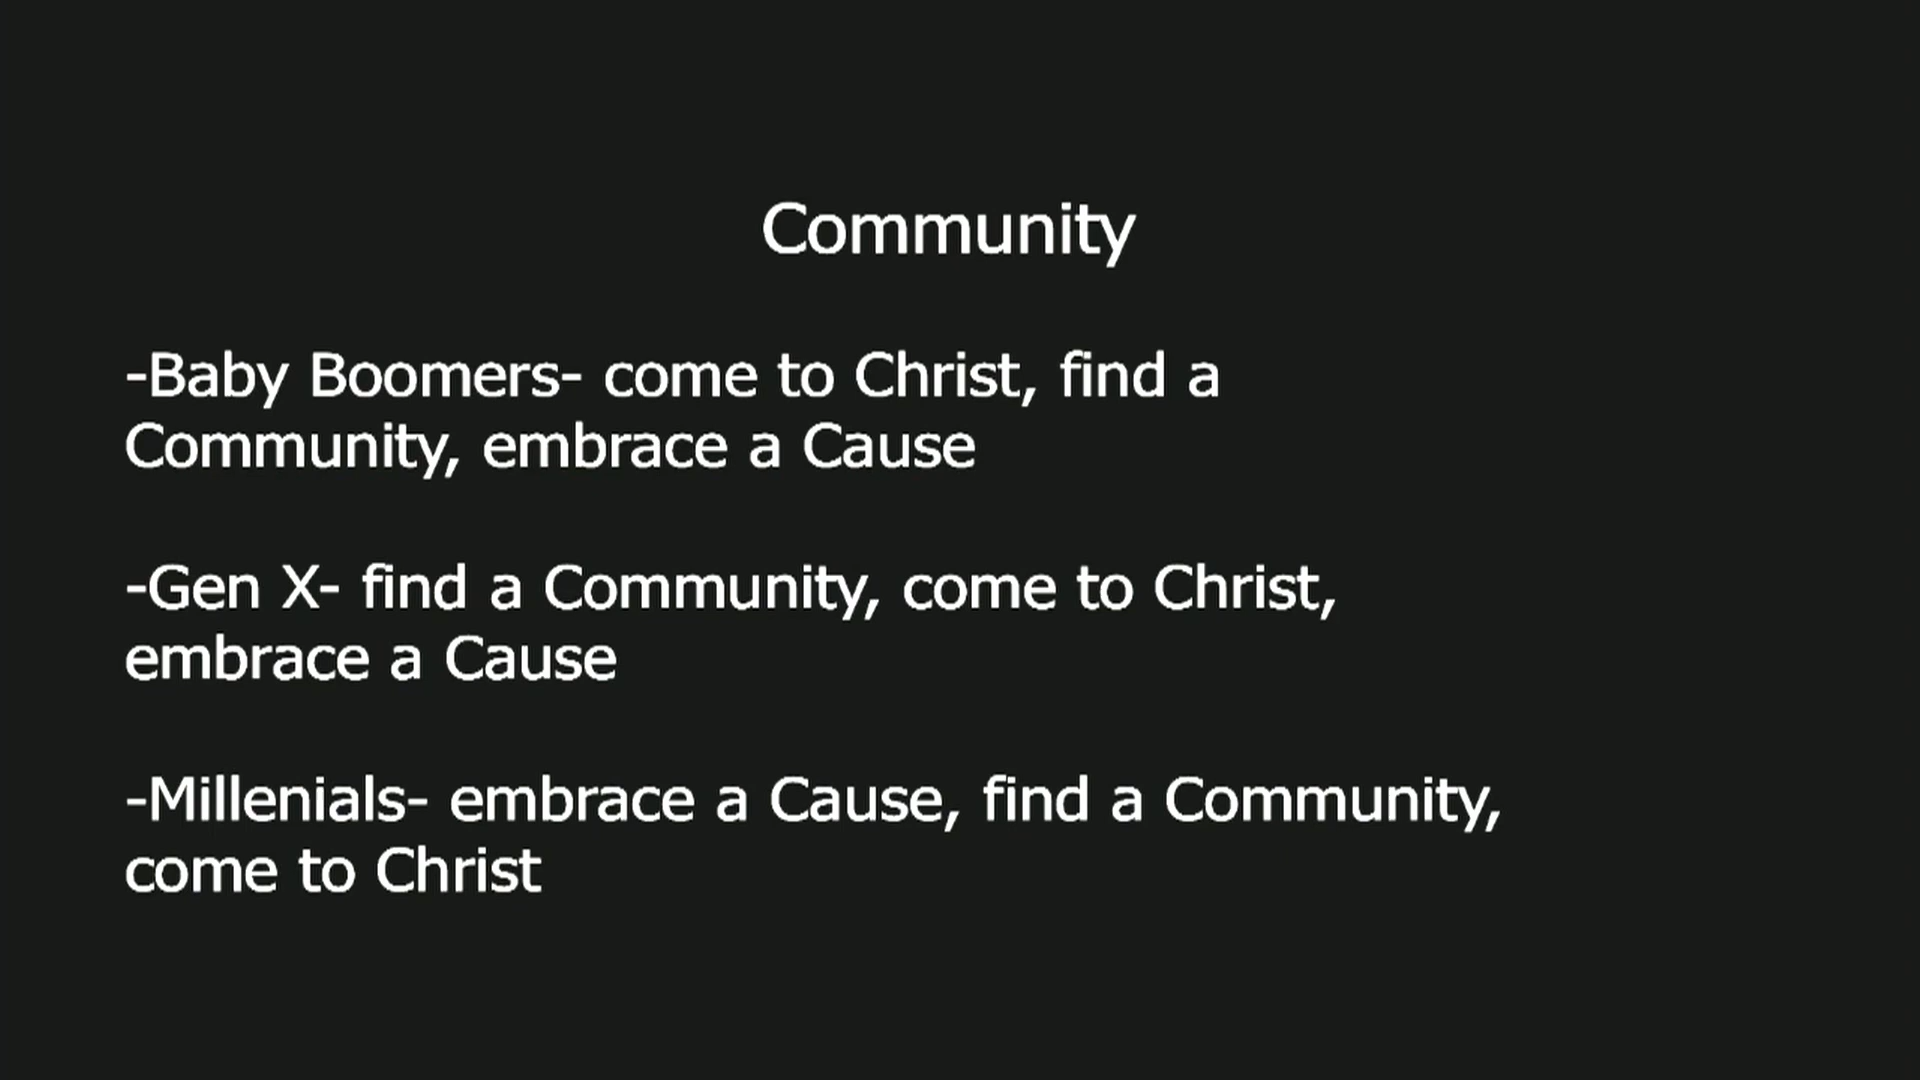 Community
-Baby Boomers- come to Christ, find a
Community, embrace a Cause
-Gen X- find a Community, come to Christ,
embrace a Cause
-Millenials- embrace a Cause, find a Community,
come to Christ